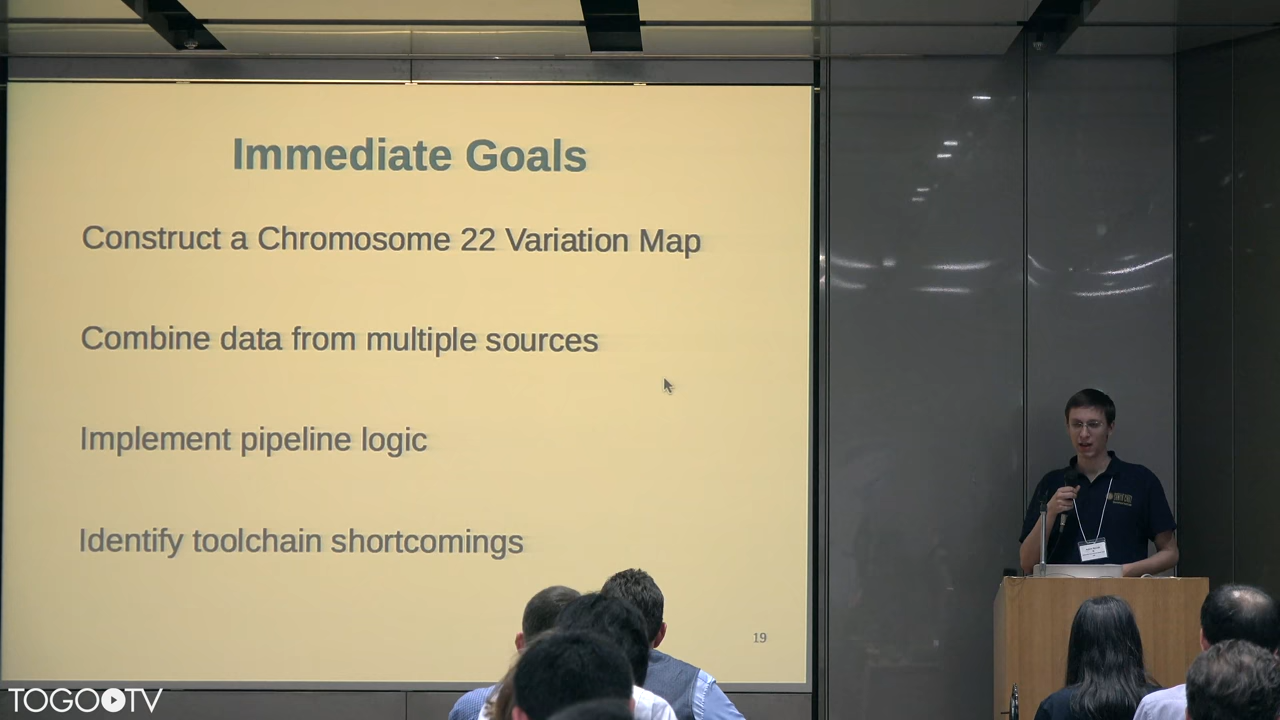 Immediate Goals
Construct a Chromosome 22 Variation Map
Combine data from multiple sources
Implement pipeline logic
Identify toolchain shortcomings
19
TOGO TV